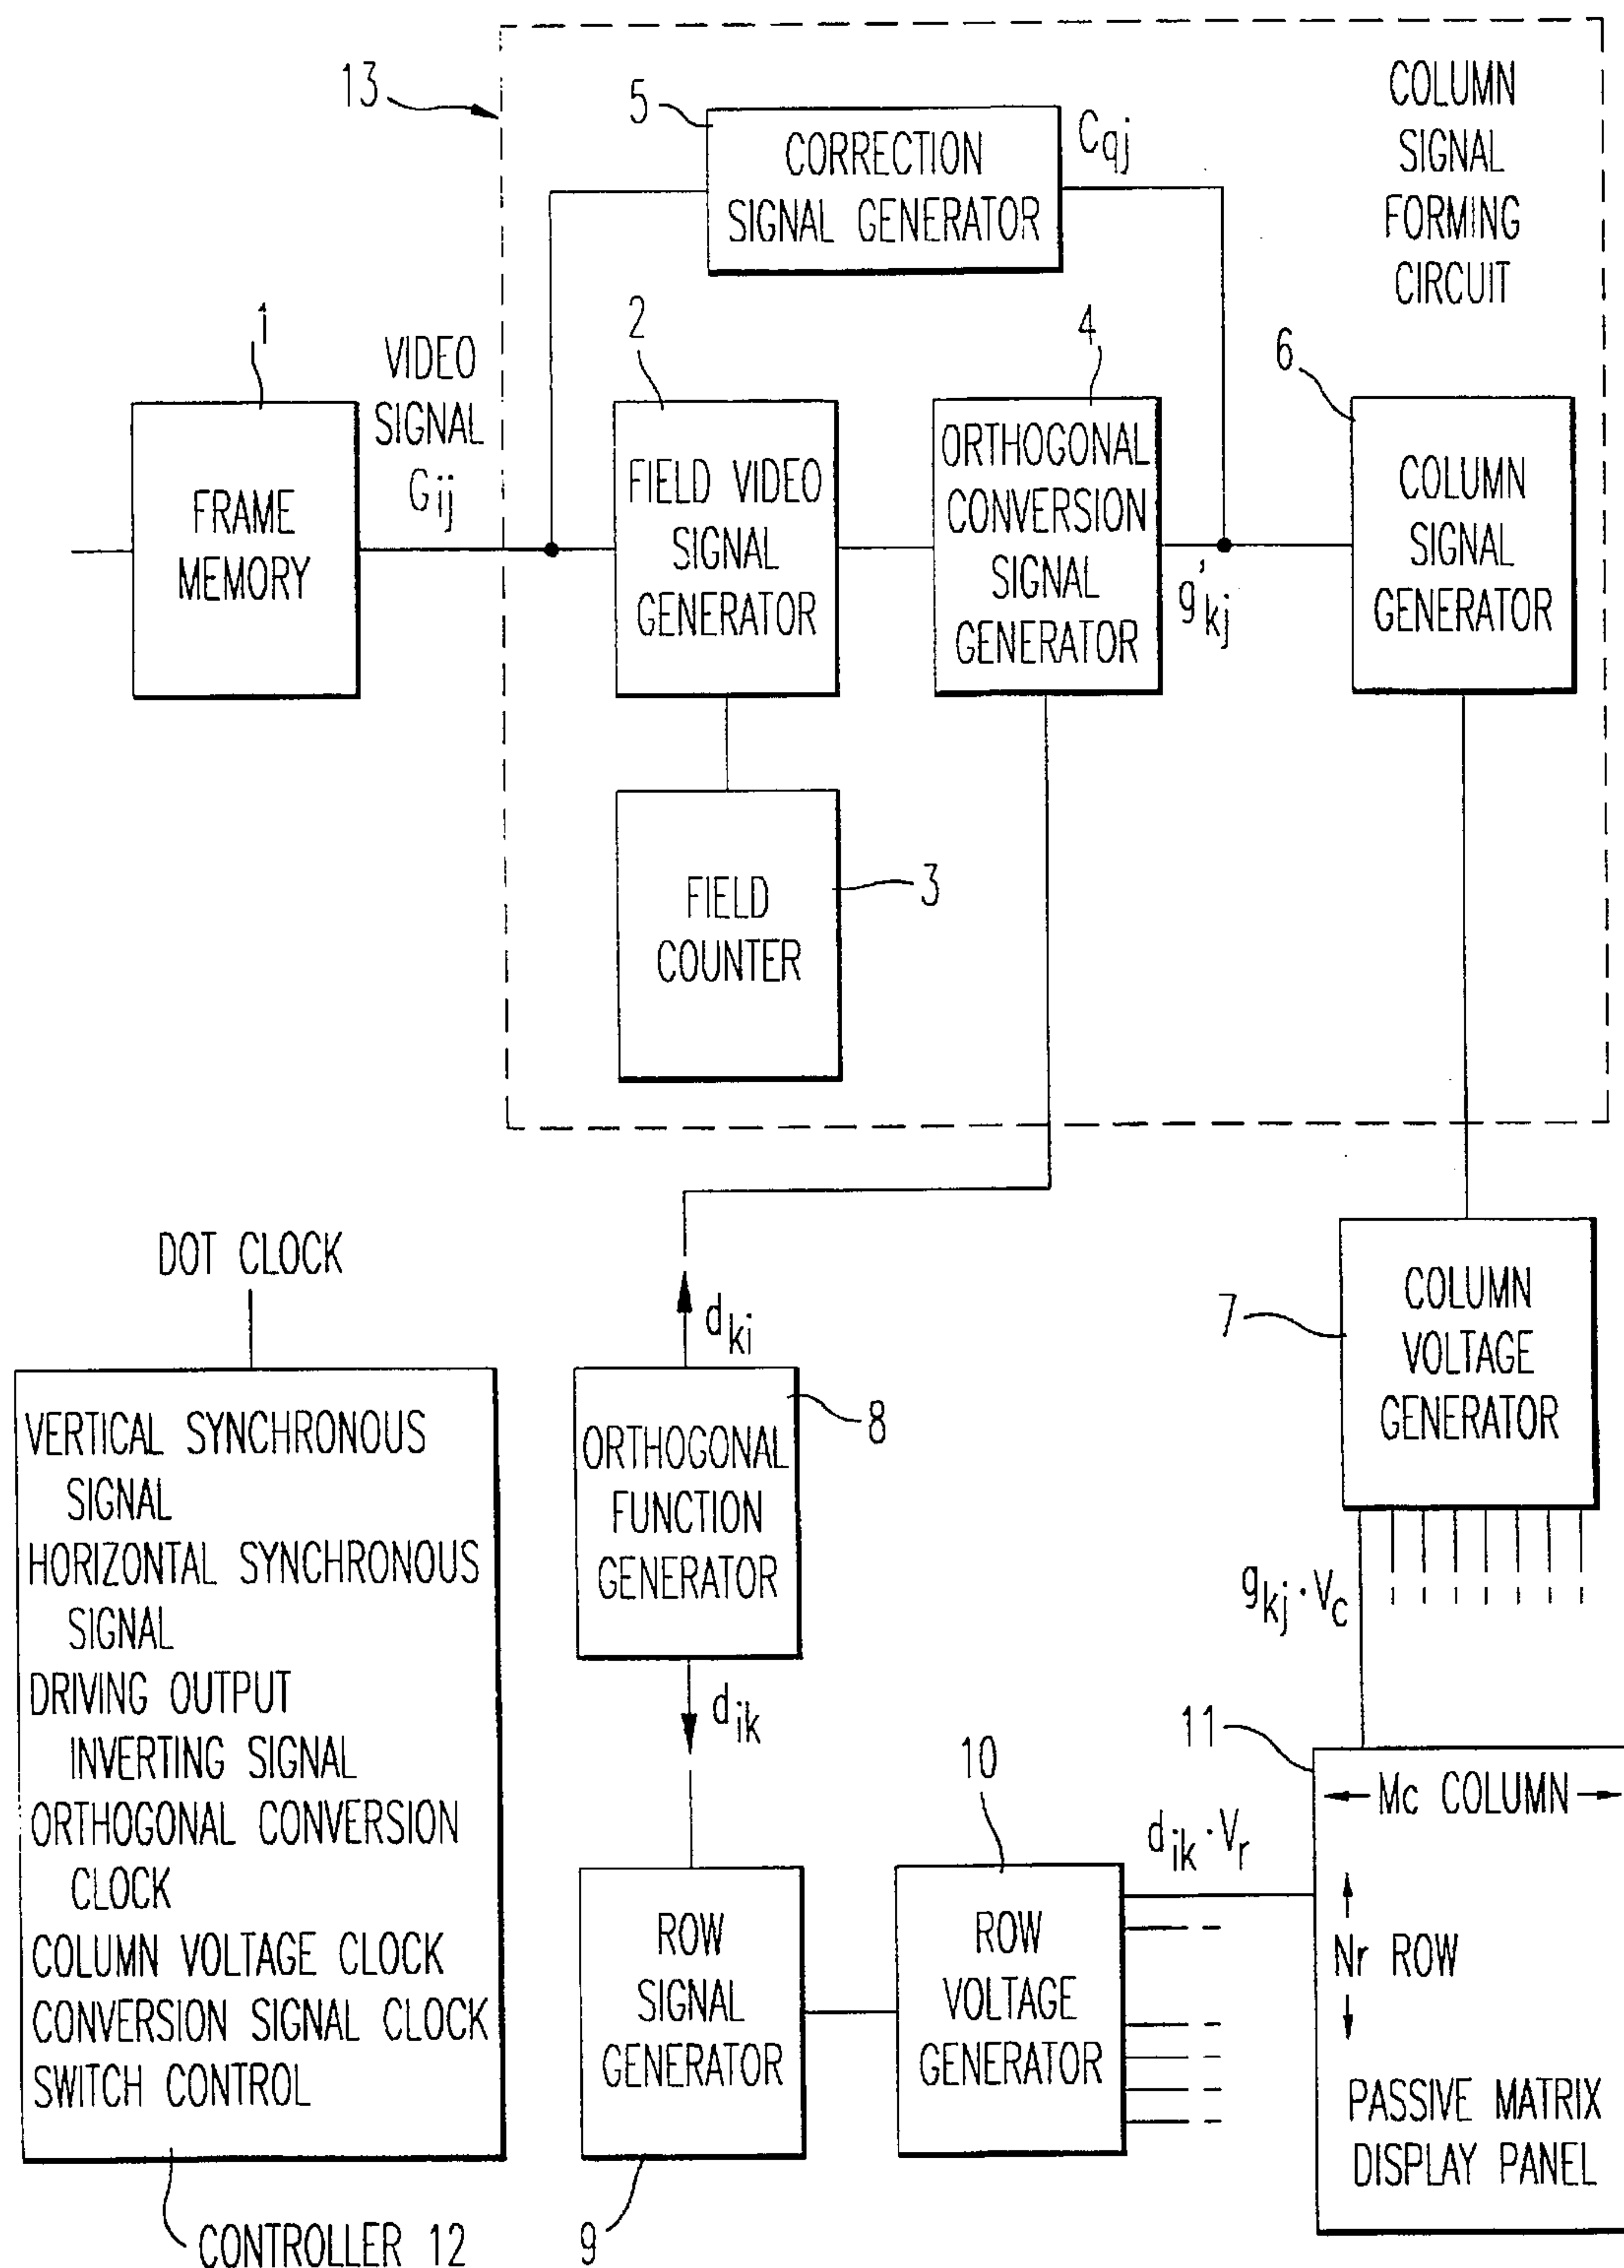 13
5
CORRECTION
SIGNAL GENERATOR
Cqj
COLUMN
SIGNAL
FORMING
CIRCUIT
1
VIDEO
SIGNAL
Gij
FRAME
MEMORY
2
FIELD VIDEO
SIGNAL
GENERATOR
4
ORTHOGONAL
CONVERSION
SIGNAL
GENERATOR
g'kj
6
COLUMN
SIGNAL
GENERATOR
3
FIELD
COUNTER
DOT CLOCK
VERTICAL SYNCHRONOUS
SIGNAL
HORIZONTAL SYNCHRONOUS
SIGNAL
DRIVING OUTPUT
INVERTING SIGNAL
ORTHOGONAL CONVERSION
CLOCK
COLUMN VOLTAGE CLOCK
CONVERSION SIGNAL CLOCK
SWITCH CONTROL
CONTROLLER 12
dki
8
ORTHOGONAL
FUNCTION
GENERATOR
dik
7
COLUMN
VOLTAGE
GENERATOR
gkj·Vc
9
ROW
SIGNAL
GENERATOR
10
ROW
VOLTAGE
GENERATOR
dik·Vr
11
Mc COLUMN
Nr ROW
PASSIVE MATRIX
DISPLAY PANEL